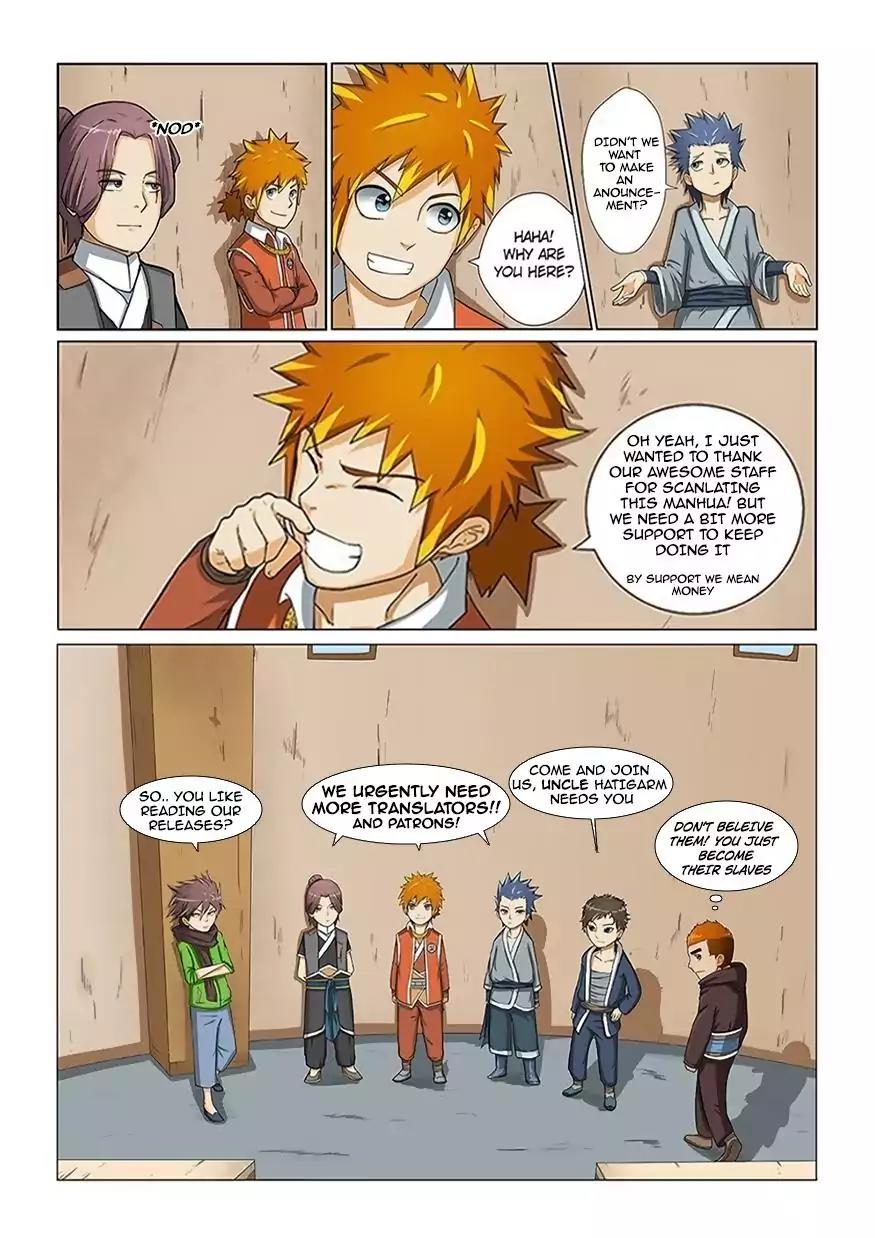 *NOD*
HAHA!
WHY ARE
YOU HERE?
DIDN'T WE
WANT
TO MAKE
AN
ANOUNCE-
MENT?
OH YEAH, I JUST
WANTED TO THANK
OUR AWESOME STAFF
FOR SCANLATING
THIS MANHUA! BUT
WE NEED A BIT MORE
SUPPORT TO KEEP
DOING IT
BY SUPPORT WE MEAN
MONEY
SO.. YOU LIKE
READING OUR
RELEASES?
WE URGENTLY NEED
MORE TRANSLATORS!!
AND PATRONS!
COME AND JOIN
US, UNCLE HATIGARM
NEEDS YOU
DON'T BELEIVE
THEM! YOU JUST
BECOME
THEIR SLAVES